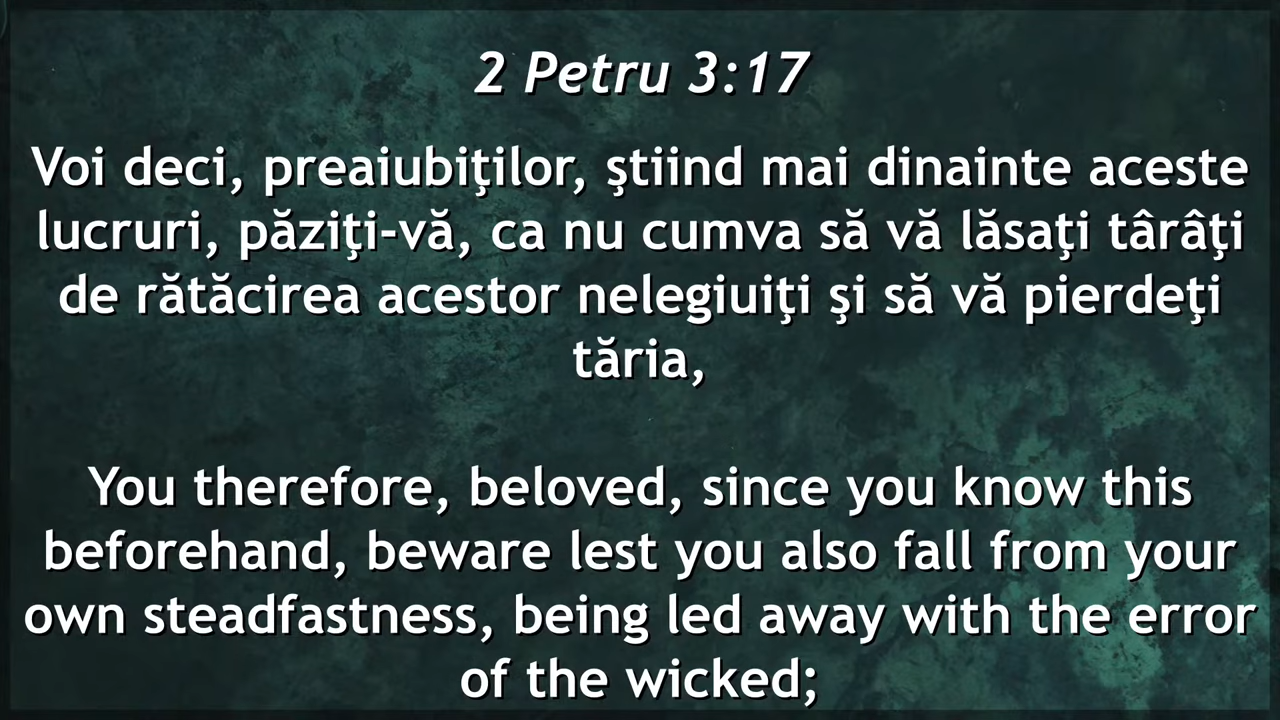 2 Petru 3:17
Voi deci, preaiubiţilor, ştiind mai dinainte aceste
lucruri, păziţi-vă, ca nu cumva să vă lăsaţi târâţi
de rătăcirea acestor nelegiuiţi şi să vă pierdeţi
tăria,
You therefore, beloved, since you know this
beforehand, beware lest you also fall from your
own steadfastness, being led away with the error
of the wicked;